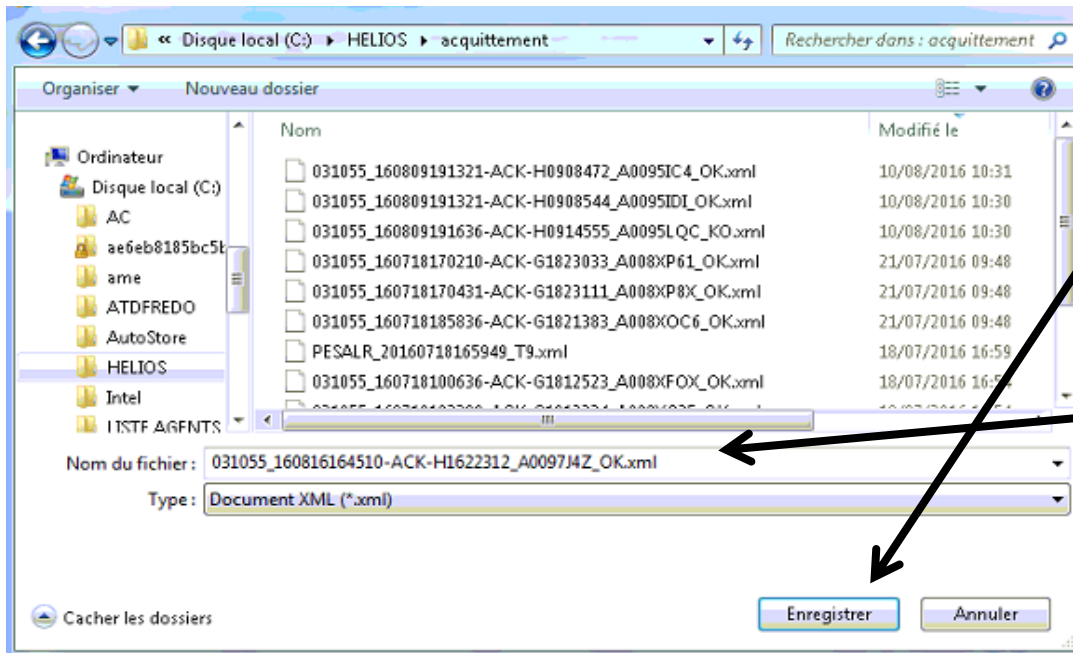 « Disque local (C:) ▸ HELIOS ▸ acquittement
Rechercher dans : acquittement
Organiser
Nouveau dossier
Nom
Modifié le
Ordinateur
Disque local (C:)
AC
ae6eb8185bc5b
ame
ATDFREDO
AutoStore
HELIOS
Intel
LISTE AGENTS
031055_160809191321-ACK-H0908472_A0095IC4_OK.xml 10/08/2016 10:31
031055_160809191321-ACK-H0908544_A0095IDI_OK.xml 10/08/2016 10:30
031055_160809191636-ACK-H0914555_A0095LQC_KO.xml 10/08/2016 10:30
031055_160718170210-ACK-G1823033_A008XP61_OK.xml 21/07/2016 09:48
031055_160718170431-ACK-G1823111_A008XP8X_OK.xml 21/07/2016 09:48
031055_160718185836-ACK-G1821383_A008XOC6_OK.xml 21/07/2016 09:48
PESALR_20160718165949_T9.xml 18/07/2016 16:59
031055_160718100636-ACK-G1812523_A008XFOX_OK.xml 18/07/2016
Nom du fichier : 031055_160816164510-ACK-H1622312_A0097J4Z_OK.xml
Type : Document XML (*.xml)
Cacher les dossiers
Enregistrer
Annuler